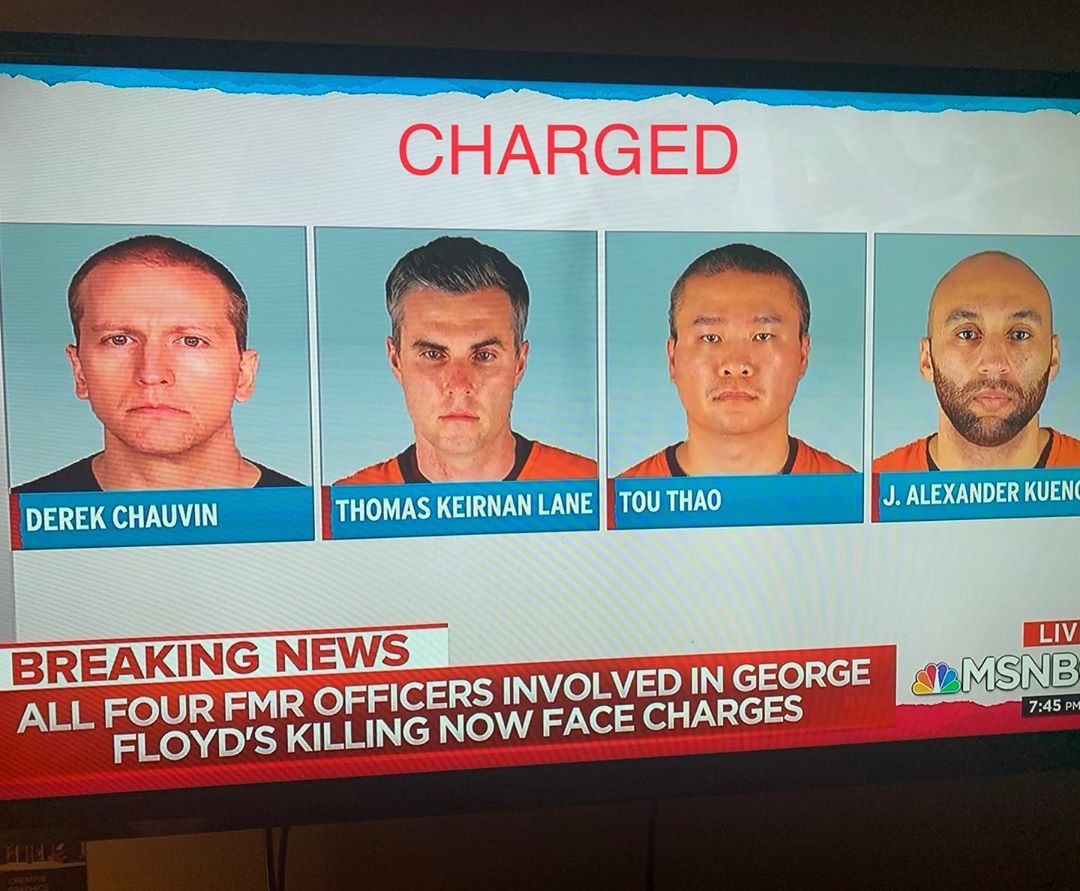 CHARGED
DEREK CHAUVIN
THOMAS KEIRNAN LANE
TOU THAO
J. ALEXANDER KUENG
BREAKING NEWS
ALL FOUR FMR OFFICERS INVOLVED IN GEORGE
FLOYD'S KILLING NOW FACE CHARGES
LIV
MSNB
7:45 PM
CREATIVE